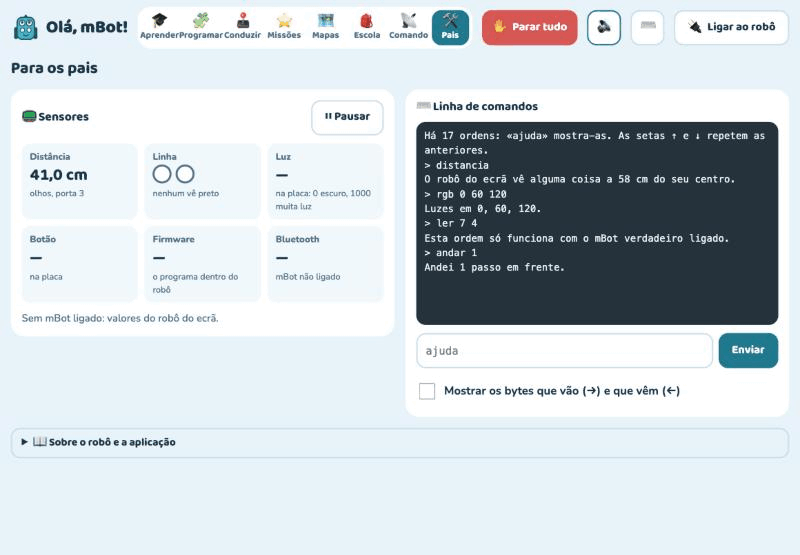 Olá, mBot!
Aprender
Programar
Conduzir
Missões
Mapas
Escola
Comando
Pais
Parar tudo
Ligar ao robô
Para os pais
Sensores
Pausar
Distância
41,0 cm
olhos, porta 3
Linha
nenhum vê preto
Luz
—
na placa: 0 escuro, 1000
muita luz
Botão
—
na placa
Firmware
—
o programa dentro do
robô
Bluetooth
—
mBot não ligado
Sem mBot ligado: valores do robô do ecrã.
Linha de comandos
Há 17 ordens: «ajuda» mostra-as. As setas ↑ e ↓ repetem as
anteriores.
> distancia
O robô do ecrã vê alguma coisa a 58 cm do seu centro.
> rgb 0 60 120
Luzes em 0, 60, 120.
> ler 7 4
Esta ordem só funciona com o mBot verdadeiro ligado.
> andar 1
Andei 1 passo em frente.
ajuda
Enviar
Mostrar os bytes que vão (→) e que vêm (←)
Sobre o robô e a aplicação